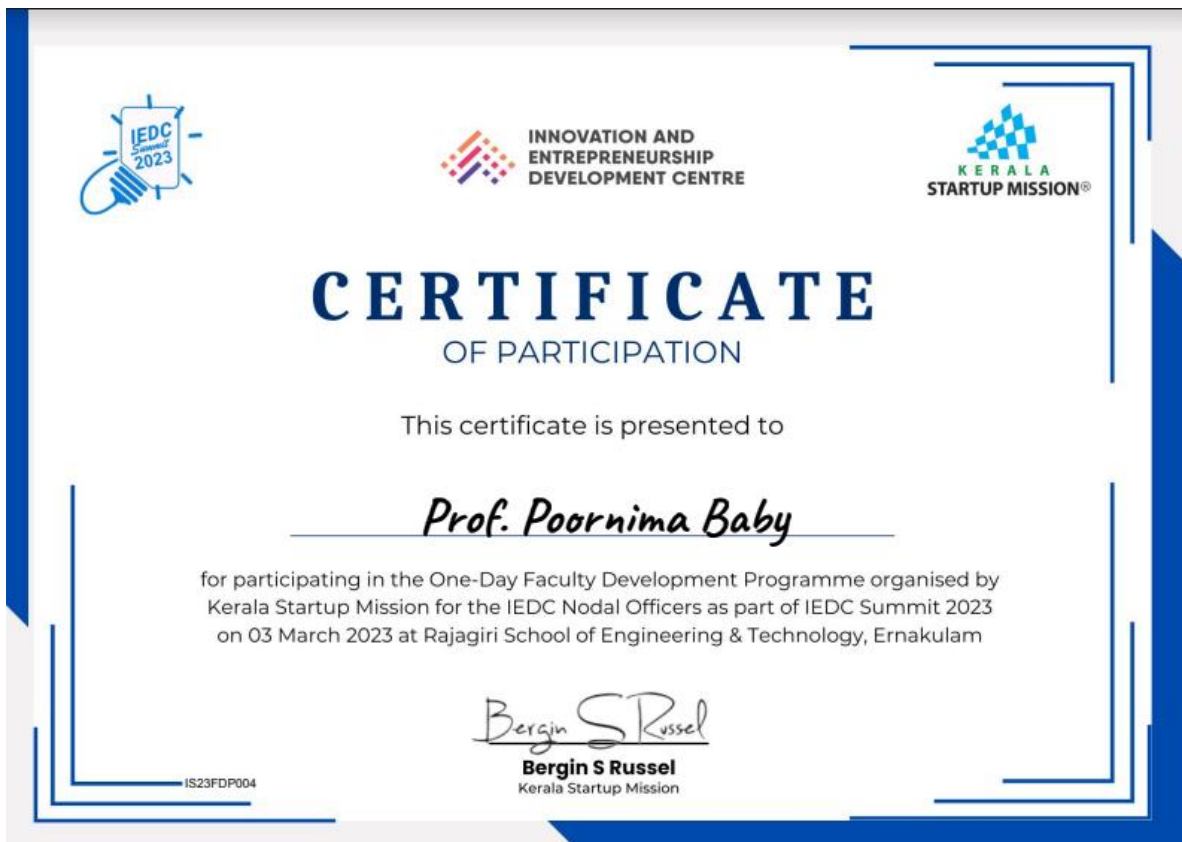 IEDC
Summit
2023
INNOVATION AND
ENTREPRENEURSHIP
DEVELOPMENT CENTRE
KERALA
STARTUP MISSION®
CERTIFICATE
OF PARTICIPATION
This certificate is presented to
Prof. Poornima Baby
for participating in the One-Day Faculty Development Programme organised by
Kerala Startup Mission for the IEDC Nodal Officers as part of IEDC Summit 2023
on 03 March 2023 at Rajagiri School of Engineering & Technology, Ernakulam
Bergin S Russel
Bergin S Russel
Kerala Startup Mission
IS23FDP004